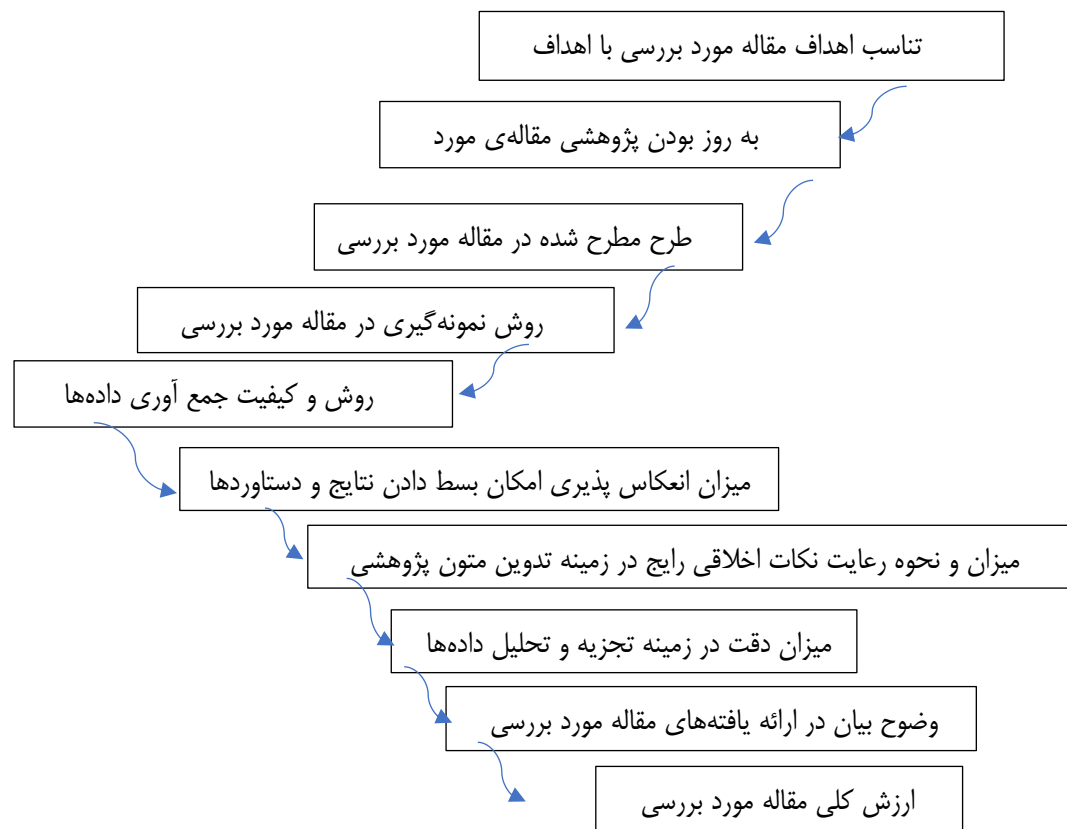 تناسب اهداف مقاله مورد بررسی با اهداف
به روز بودن پژوهشی مقاله‌ی مورد
طرح مطرح شده در مقاله مورد بررسی
روش نمونه‌گیری در مقاله مورد بررسی
روش و کیفیت جمع آوری داده‌ها
میزان انعکاس پذیری امکان بسط دادن نتایج و دستاوردها
میزان و نحوه رعایت نکات اخلاقی رایج در زمینه تدوین متون پژوهشی
میزان دقت در زمینه تجزیه و تحلیل داده‌ها
وضوح بیان در ارائه یافته‌های مقاله مورد بررسی
ارزش کلی مقاله مورد بررسی